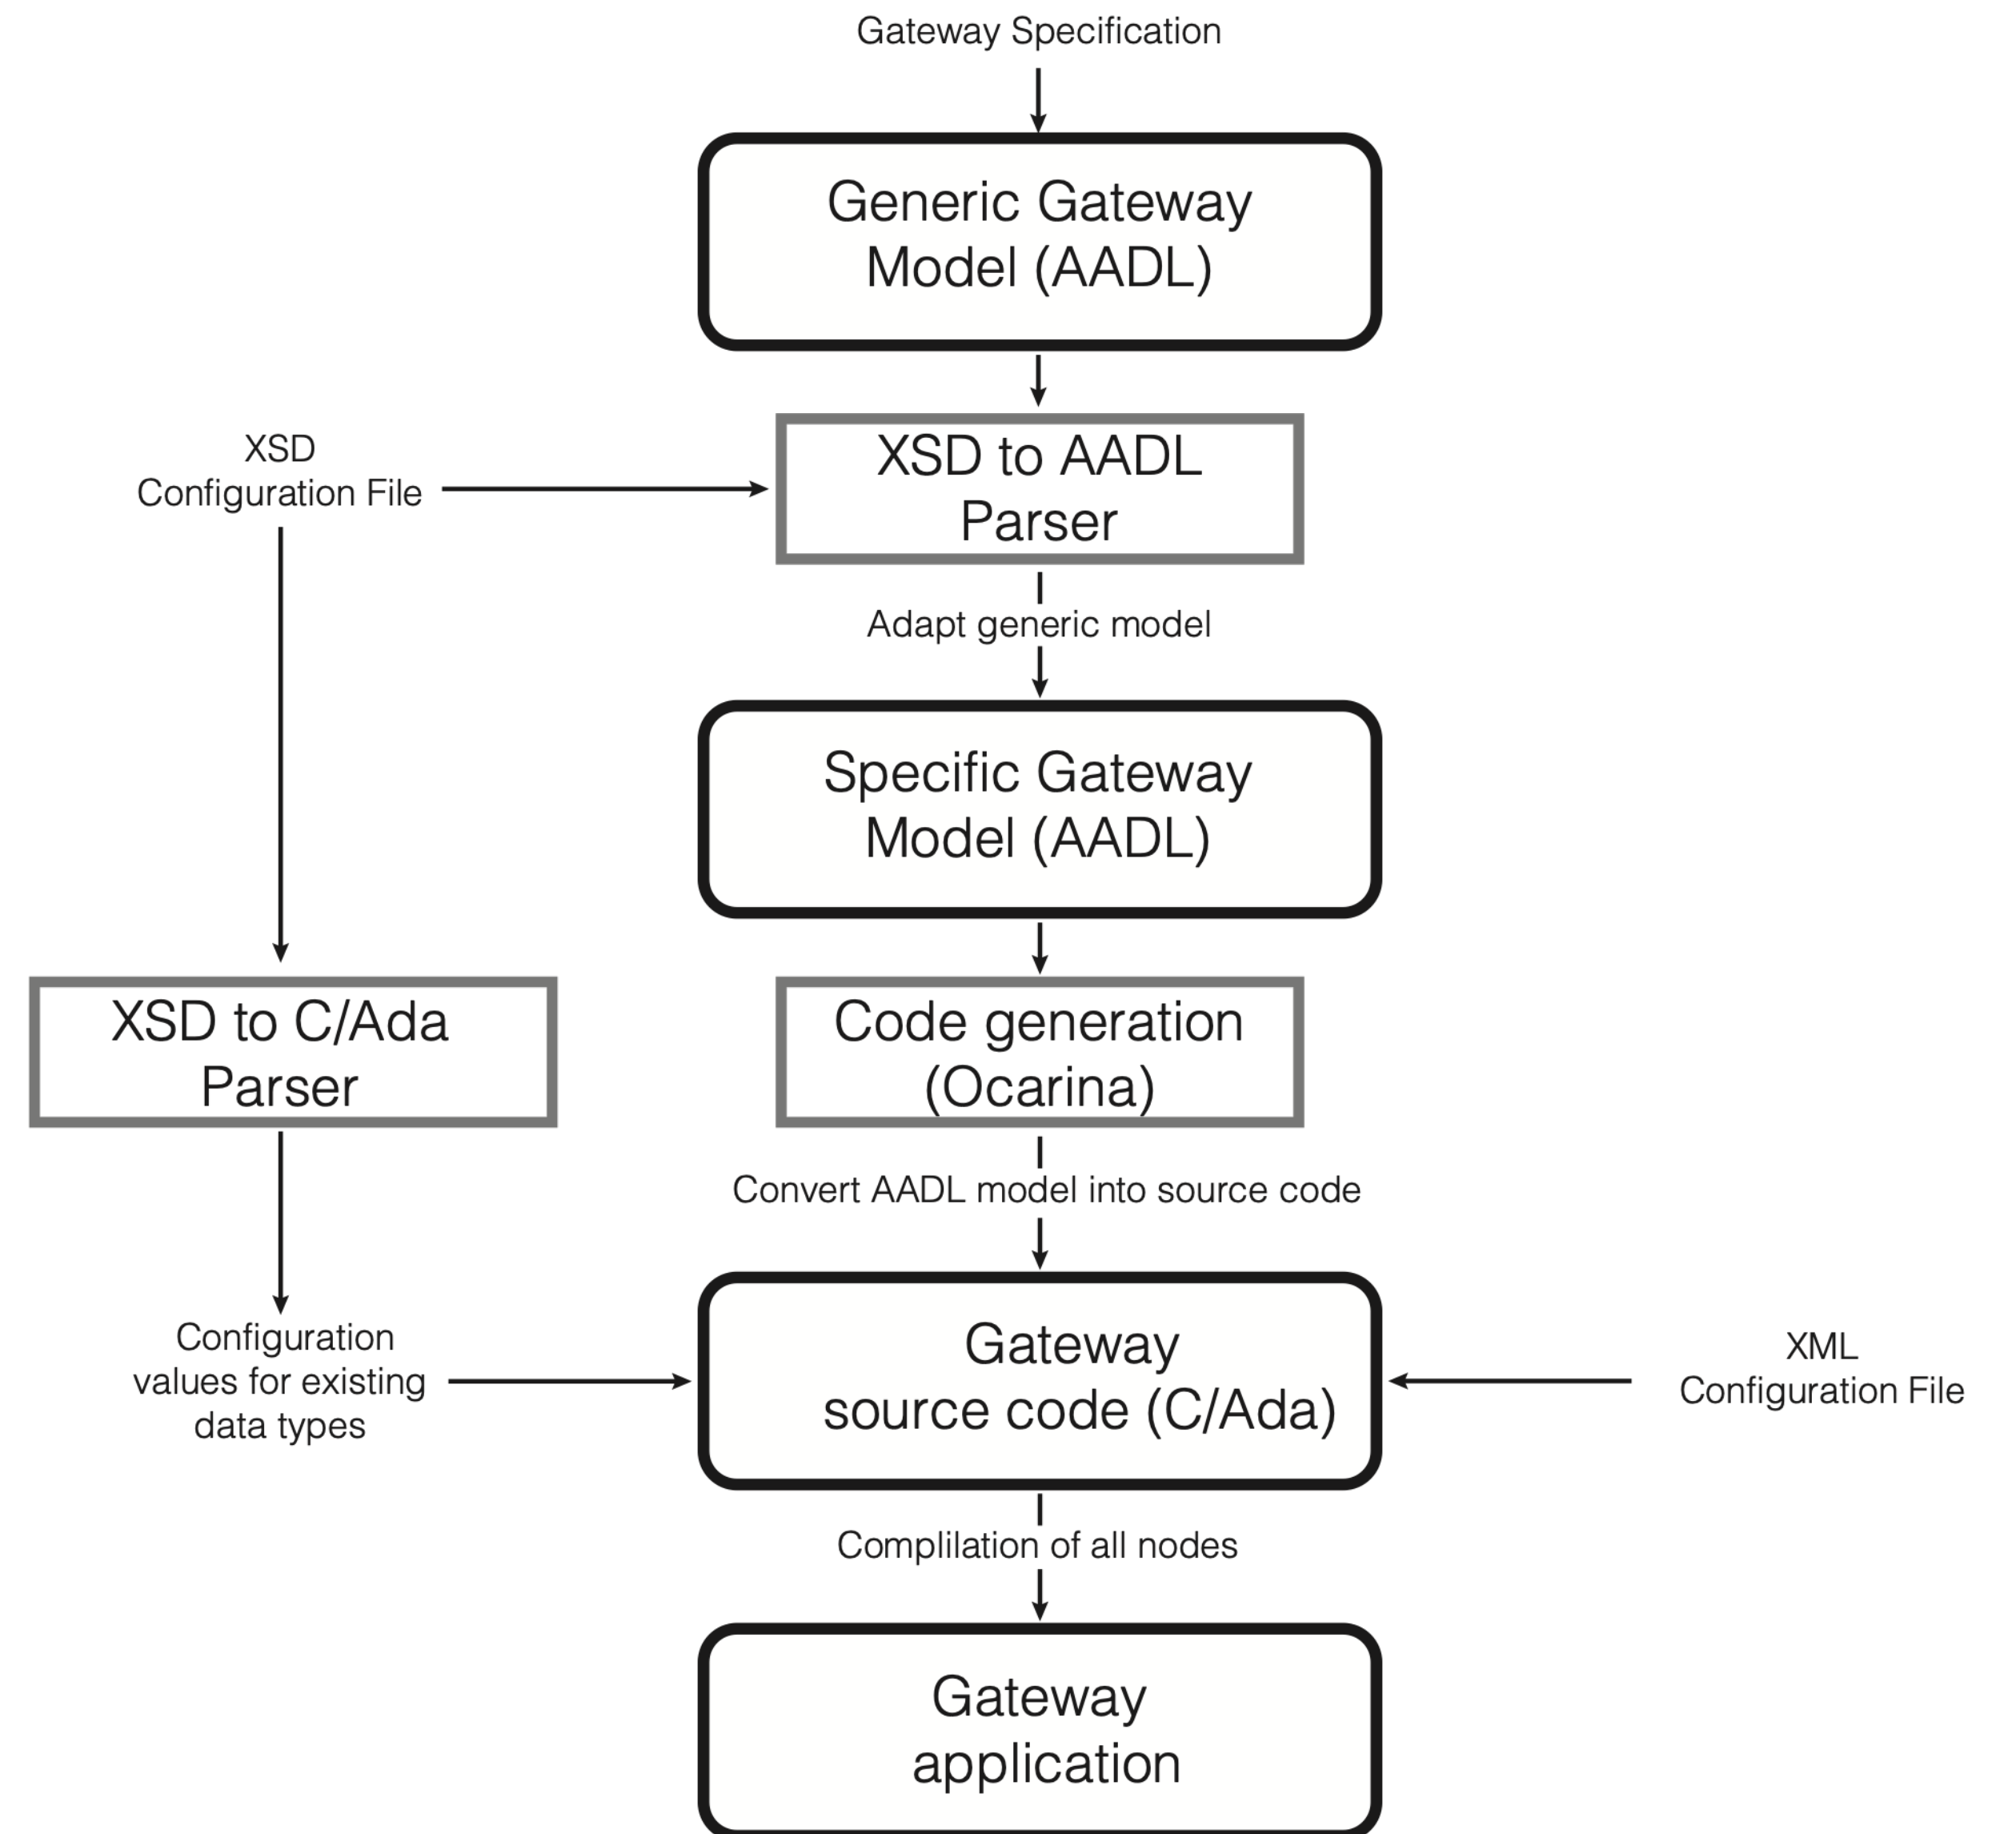 Gateway Specification
Generic Gateway
Model (AADL)
XSD
Configuration File
XSD to AADL
Parser
Adapt generic model
Specific Gateway
Model (AADL)
XSD to C/Ada
Parser
Code generation
(Ocarina)
Convert AADL model into source code
Configuration
values for existing
data types
Gateway
source code (C/Ada)
XML
Configuration File
Complilation of all nodes
Gateway
application